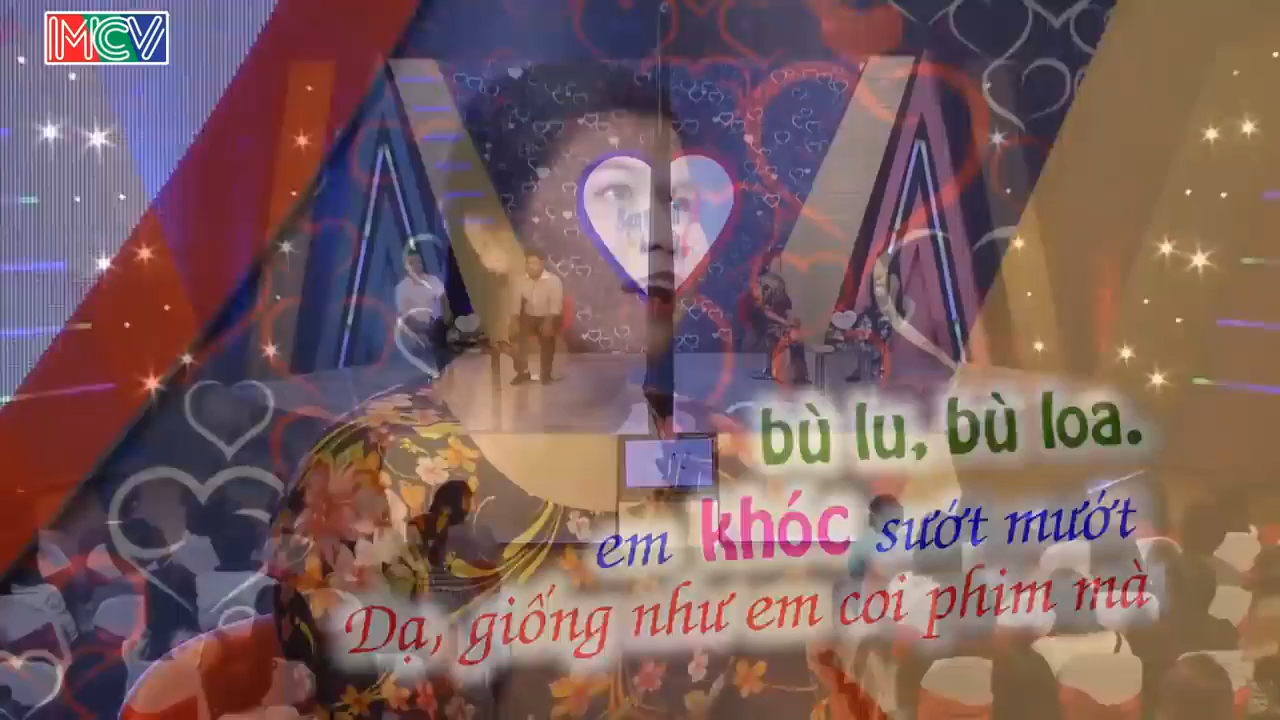 MCV
bù lu, bù loa.
em khóc sướt mướt
Dạ, giống như em coi phim mà